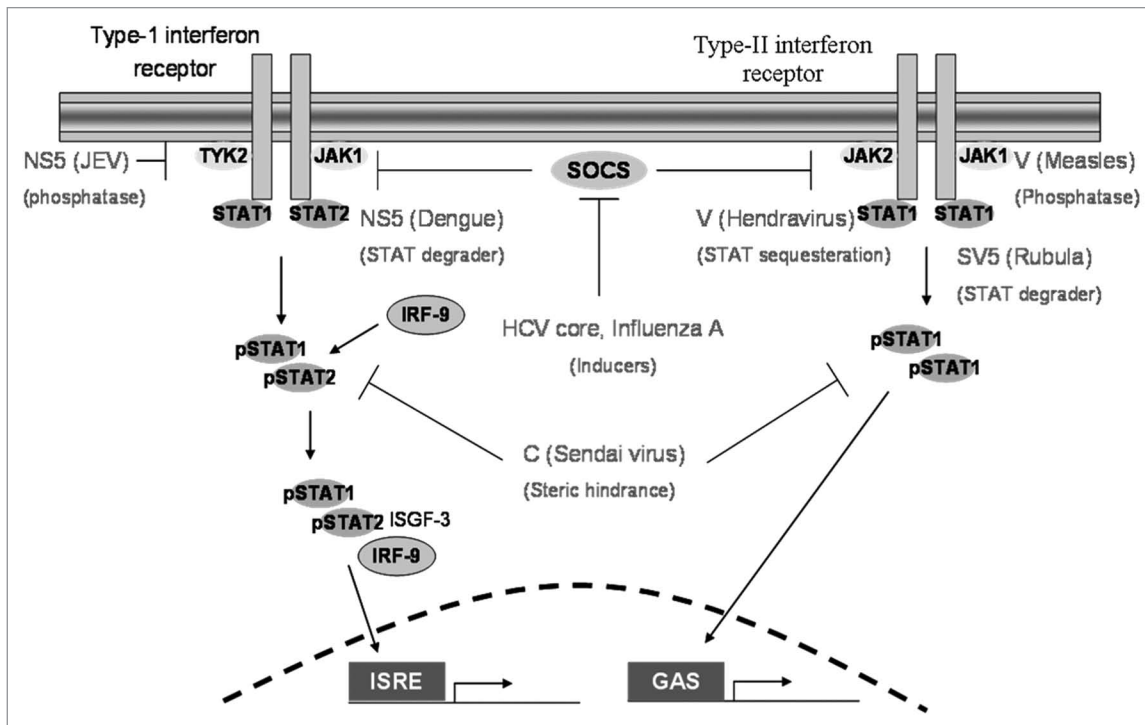 Type-1 interferon
receptor
Type-II interferon
receptor
NS5 (JEV)
(phosphatase)
TYK2
JAK1
SOCS
JAK2
JAK1
V (Measles)
(Phosphatase)
STAT1
STAT2
NS5 (Dengue)
(STAT degrader)
V (Hendravirus)
(STAT sequesteration)
STAT1
STAT1
SV5 (Rubula)
(STAT degrader)
IRF-9
HCV core, Influenza A
(Inducers)
pSTAT1
pSTAT2
pSTAT1
pSTAT1
C (Sendai virus)
(Steric hindrance)
pSTAT1
pSTAT2 ISGF-3
IRF-9
ISRE
GAS